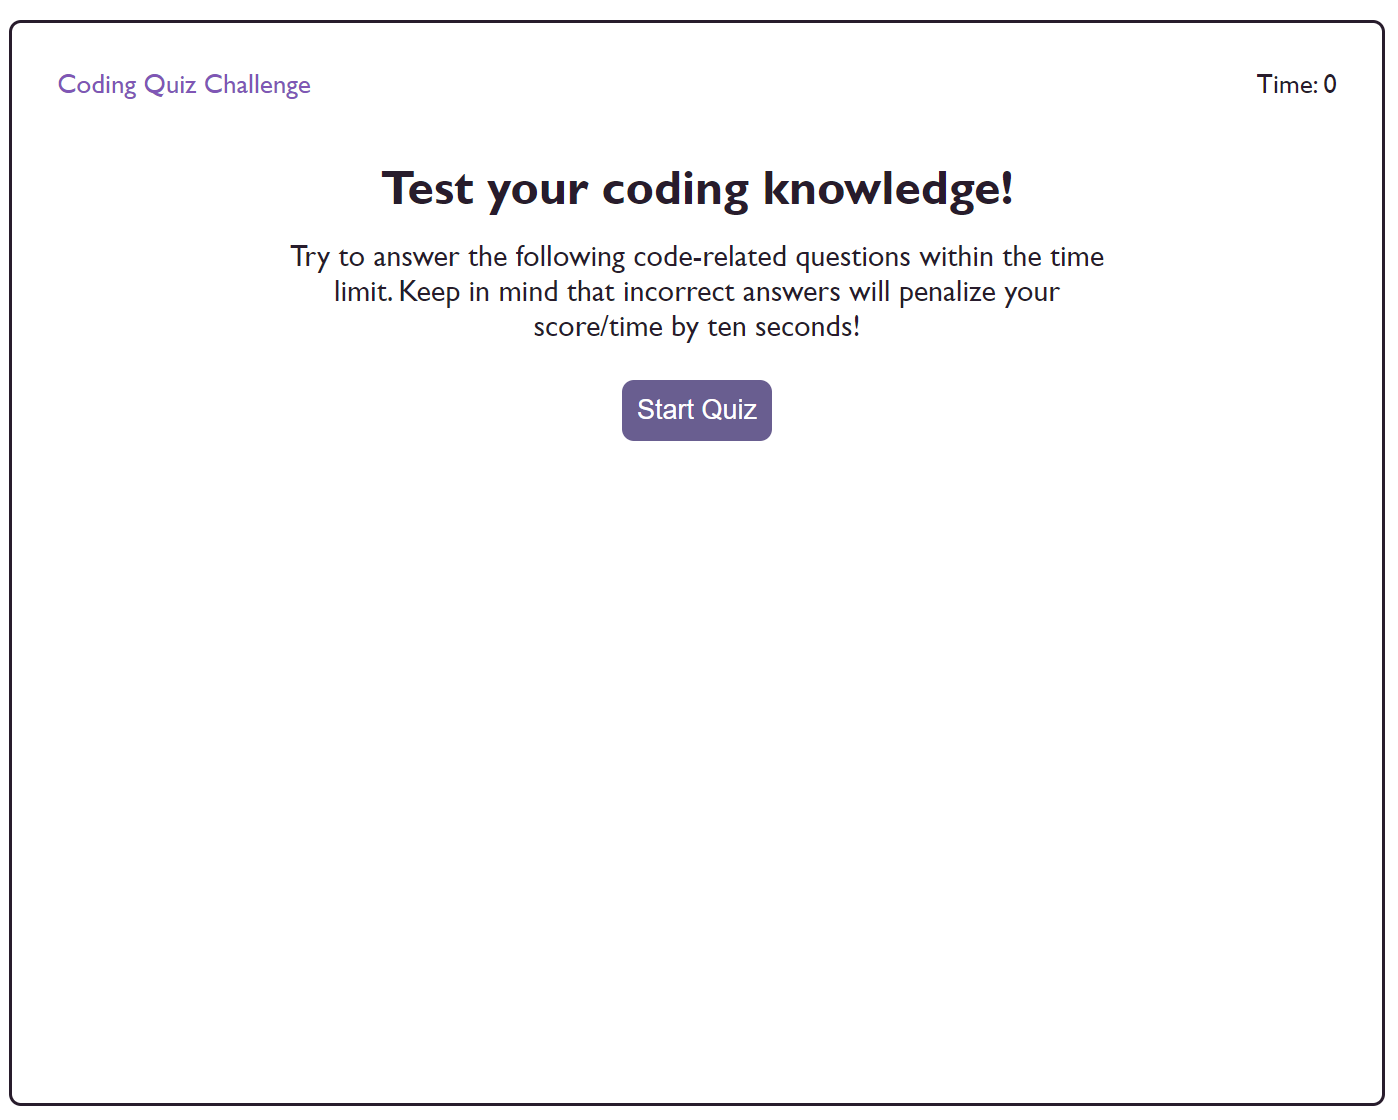 Coding Quiz Challenge
Time: 0
Test your coding knowledge!
Try to answer the following code-related questions within the time
limit. Keep in mind that incorrect answers will penalize your
score/time by ten seconds!
Start Quiz